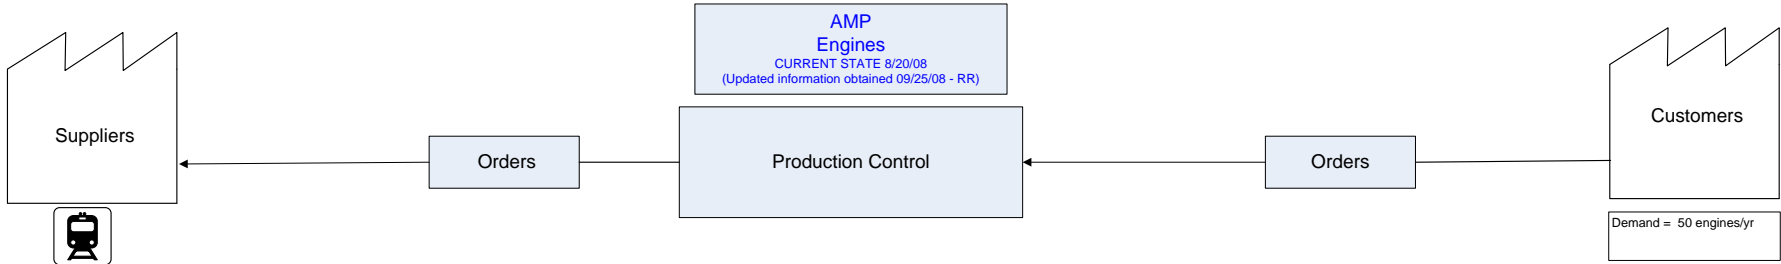 AMP
Engines
CURRENT STATE 8/20/08
(Updated information obtained 09/25/08 - RR)
Suppliers
Orders
Production Control
Orders
Customers
Demand =  50 engines/yr